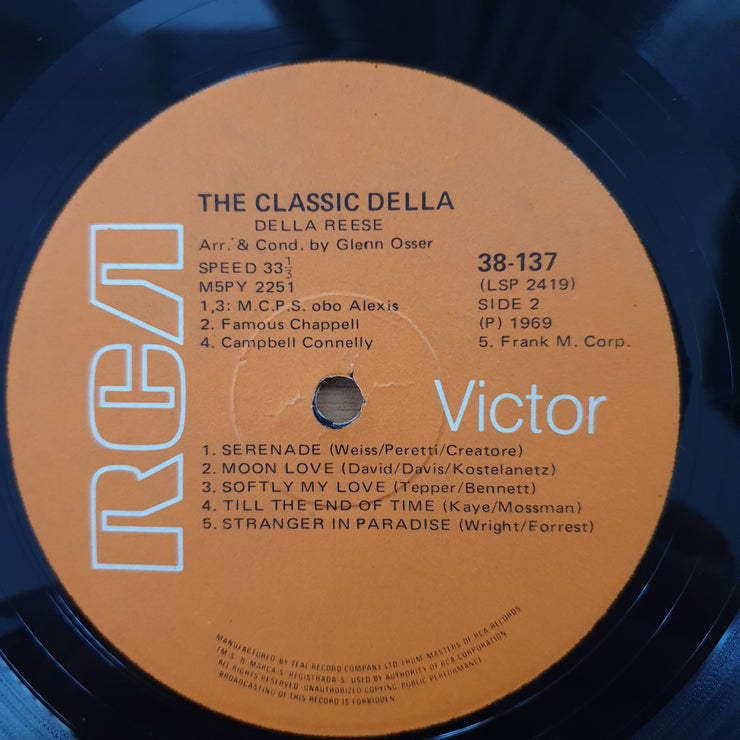 RCA
THE CLASSIC DELLA
DELLA REESE
Arr. & Cond. by Glenn Osser
SPEED 33⅓
M5PY 2251
1,3: M.C.P.S. obo Alexis
2. Famous Chappell
4. Campbell Connelly
38-137
(LSP 2419)
SIDE 2
(P) 1969
5. Frank M. Corp.
Victor
1. SERENADE (Weiss/Peretti/Creatore)
2. MOON LOVE (David/Davis/Kostelanetz)
3. SOFTLY MY LOVE (Tepper/Bennett)
4. TILL THE END OF TIME (Kaye/Mossman)
5. STRANGER IN PARADISE (Wright/Forrest)
MANUFACTURED BY TEAL RECORD COMPANY LTD FROM MASTERS OF RCA RECORDS
TM S. & MARCA S. REGISTRADA S. USED BY AUTHORITY OF RCA CORPORATION
ALL RIGHTS RESERVED. UNAUTHORIZED COPYING, PUBLIC PERFORMANCE,
BROADCASTING OF THIS RECORD IS FORBIDDEN